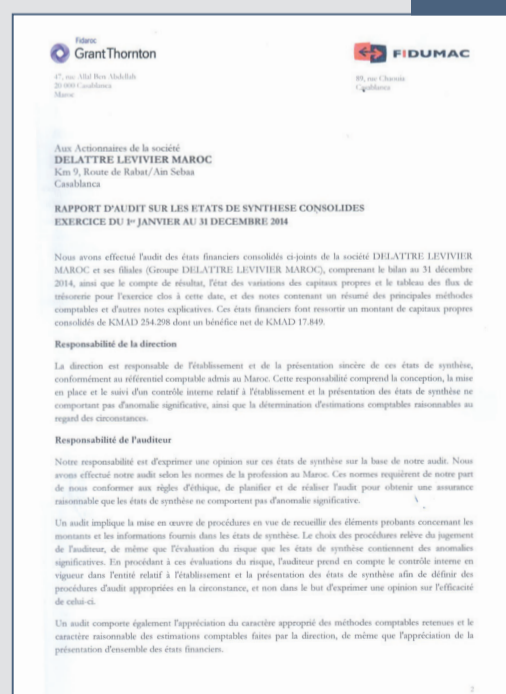 Fidaroc
Grant Thornton
FIDUMAC
47, rue Allal Ben Abdellah
20 000 Casablanca
Maroc
89, rue Chaouia
Casablanca
Aux Actionnaires de la société
DELATTRE LEVIVIER MAROC
Km 9, Route de Rabat/Ain Sebaa
Casablanca
RAPPORT D'AUDIT SUR LES ETATS DE SYNTHESE CONSOLIDES
EXERCICE DU 1er JANVIER AU 31 DECEMBRE 2014
Nous avons effectué l'audit des états financiers consolidés ci-joints de la société DELATTRE LEVIVIER
MAROC et ses filiales (Groupe DELATTRE LEVIVIER MAROC), comprenant le bilan au 31 décembre
2014, ainsi que le compte de résultat, l'état des variations des capitaux propres et le tableau des flux de
trésorerie pour l'exercice clos à cette date, et des notes contenant un résumé des principales méthodes
comptables et d'autres notes explicatives. Ces états financiers font ressortir un montant de capitaux propres
consolidés de KMAD 254.298 dont un bénéfice net de KMAD 17.849.
Responsabilité de la direction
La direction est responsable de l'établissement et de la présentation sincère de ces états de synthèse,
conformément au référentiel comptable admis au Maroc. Cette responsabilité comprend la conception, la mise
en place et le suivi d'un contrôle interne relatif à l'établissement et la présentation des états de synthèse ne
comportant pas d'anomalie significative, ainsi que la détermination d'estimations comptables raisonnables au
regard des circonstances.
Responsabilité de l'auditeur
Notre responsabilité est d'exprimer une opinion sur ces états de synthèse sur la base de notre audit. Nous
avons effectué notre audit selon les normes de la profession au Maroc. Ces normes requièrent de notre part
de nous conformer aux règles d'éthique, de planifier et de réaliser l'audit pour obtenir une assurance
raisonnable que les états de synthèse ne comportent pas d'anomalie significative.
Un audit implique la mise en œuvre de procédures en vue de recueillir des éléments probants concernant les
montants et les informations fournis dans les états de synthèse. Le choix des procédures relève du jugement
de l'auditeur, de même que l'évaluation du risque que les états de synthèse contiennent des anomalies
significatives. En procédant à ces évaluations du risque, l'auditeur prend en compte le contrôle interne en
vigueur dans l'entité relatif à l'établissement et la présentation des états de synthèse afin de définir des
procédures d'audit appropriées en la circonstance, et non dans le but d'exprimer une opinion sur l'efficacité
de celui-ci.
Un audit comporte également l'appréciation du caractère approprié des méthodes comptables retenues et le
caractère raisonnable des estimations comptables faites par la direction, de même que l'appréciation de la
présentation d'ensemble des états financiers.
2